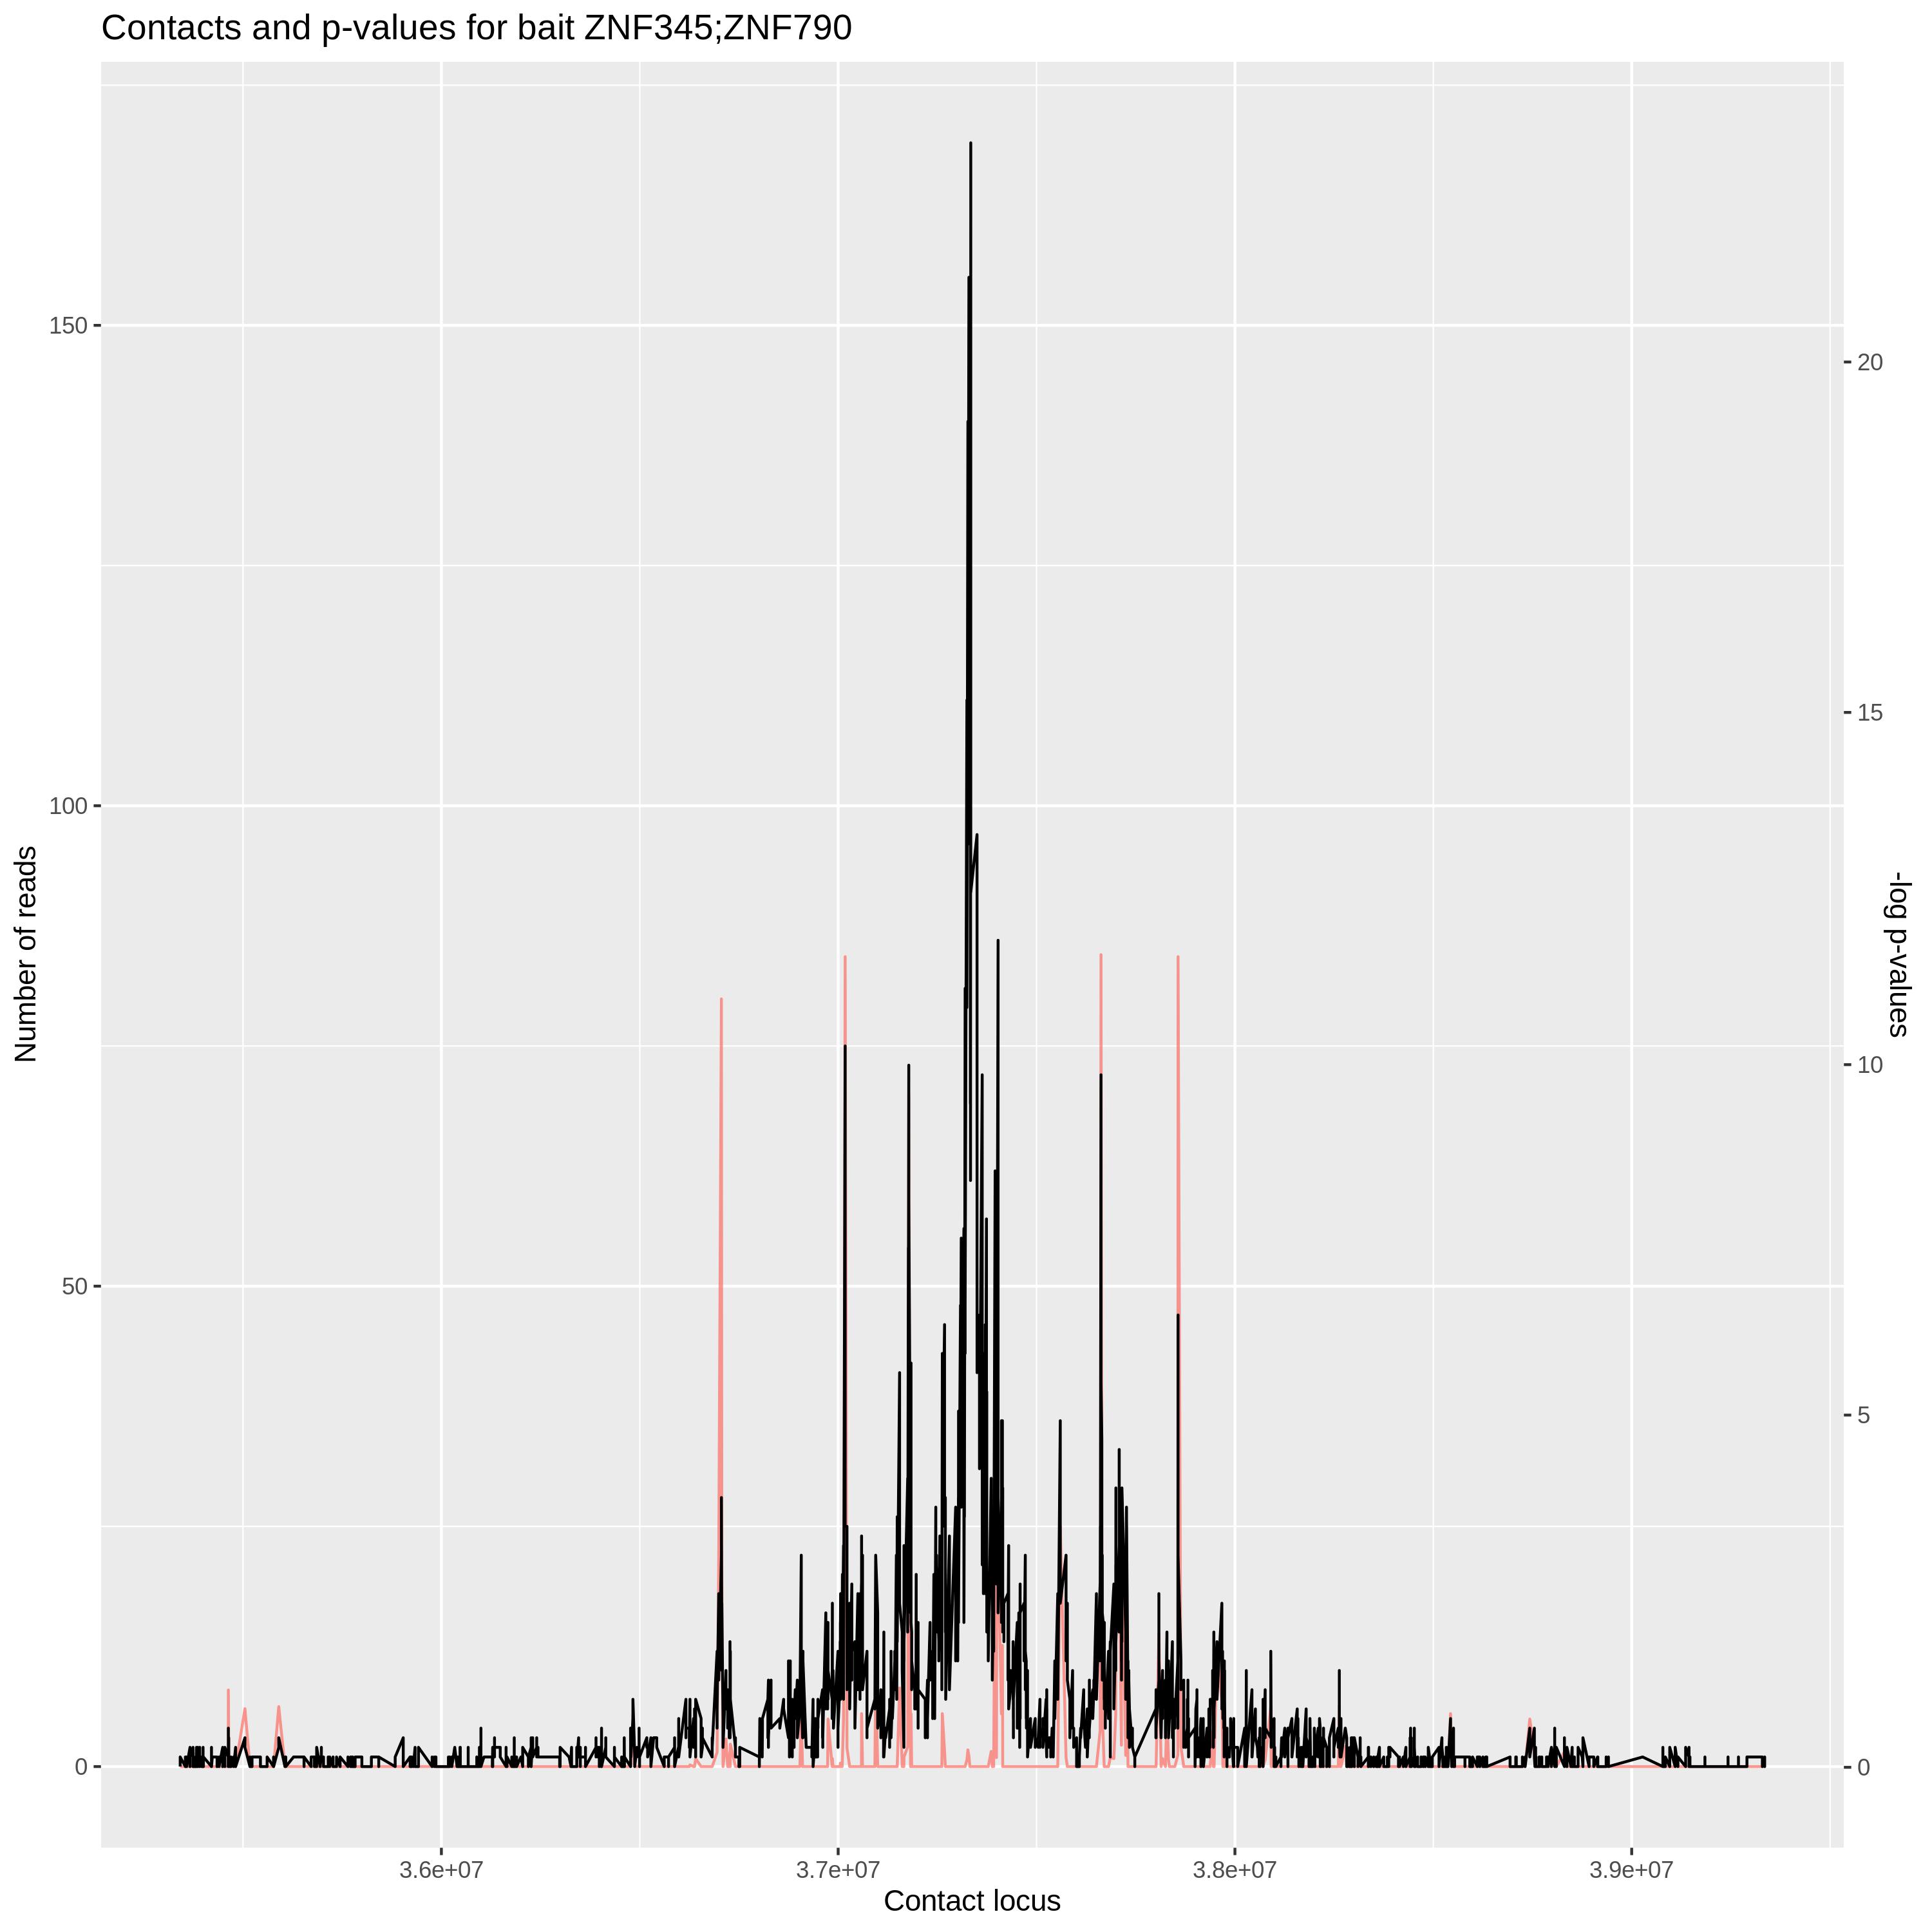 Contacts and p-values for bait ZNF345;ZNF790
150
100
50
0
Number of reads
20
15
10
5
0
-log p-values
3.6e+07
3.7e+07
3.8e+07
3.9e+07
Contact locus